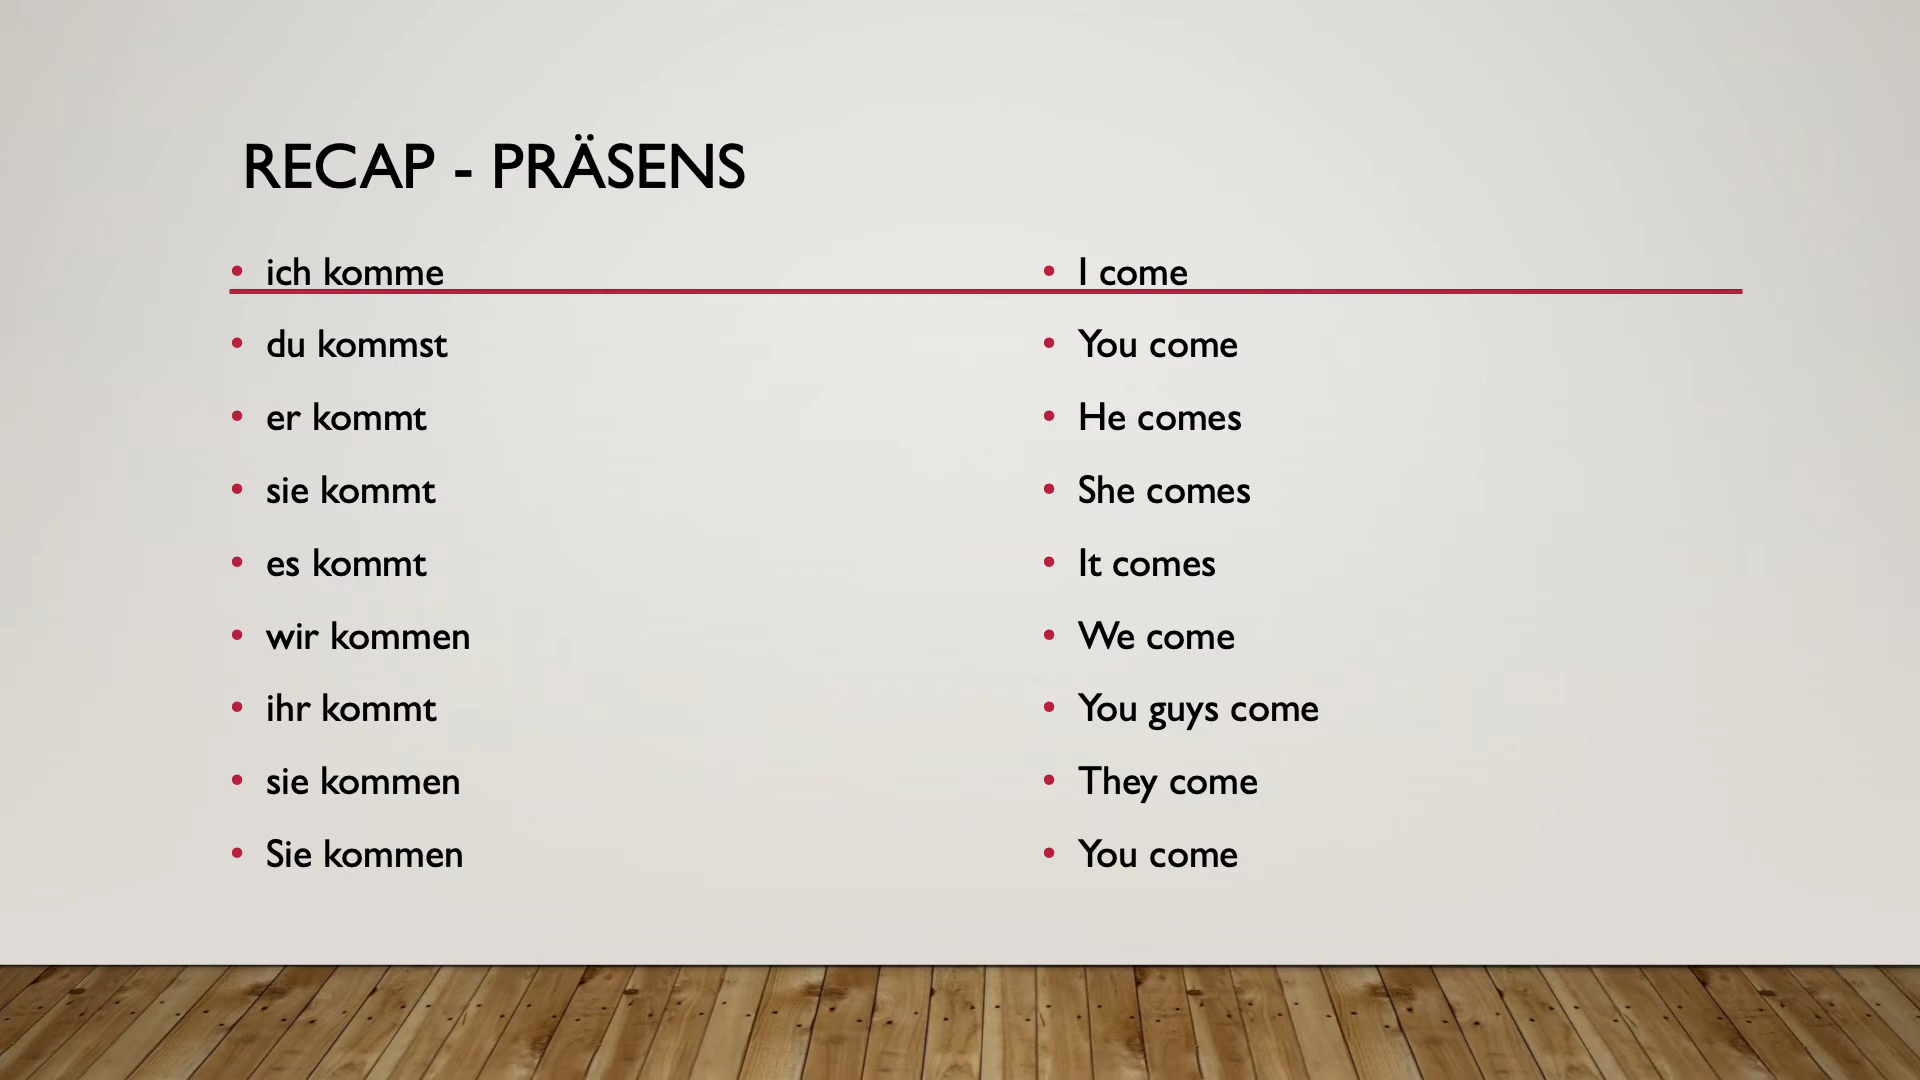 RECAP - PRÄSENS
• ich komme
• du kommst
• er kommt
• sie kommt
• es kommt
• wir kommen
• ihr kommt
• sie kommen
• Sie kommen
• I come
• You come
• He comes
• She comes
• It comes
• We come
• You guys come
• They come
• You come